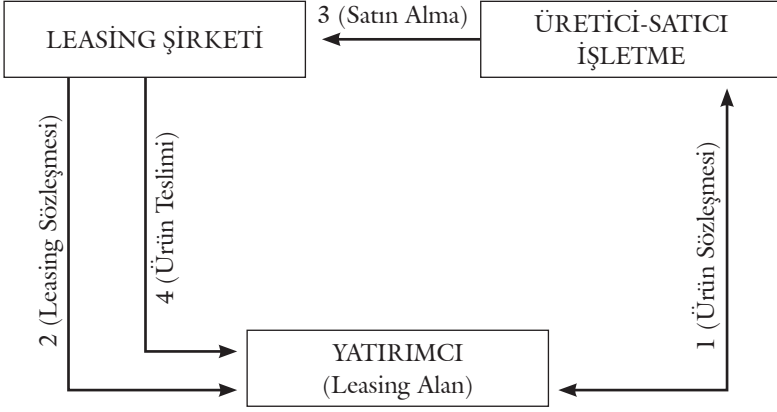 3 (Satın Alma)
LEASİNG ŞİRKETİ
ÜRETİCİ-SATICI
İŞLETME
2 (Leasing Sözleşmesi)
4 (Ürün Teslimi)
1 (Ürün Sözleşmesi)
YATIRIMCI
(Leasing Alan)